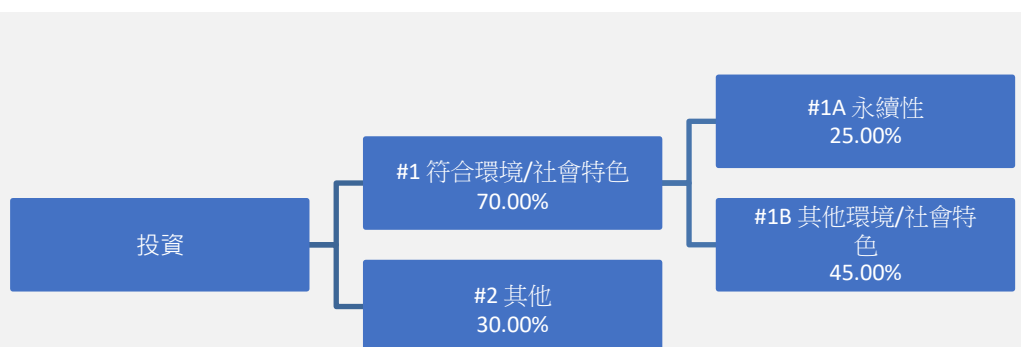 #1A 永續性
25.00%
#1 符合環境/社會特色
70.00%
#1B 其他環境/社會特
色
45.00%
投資
#2 其他
30.00%